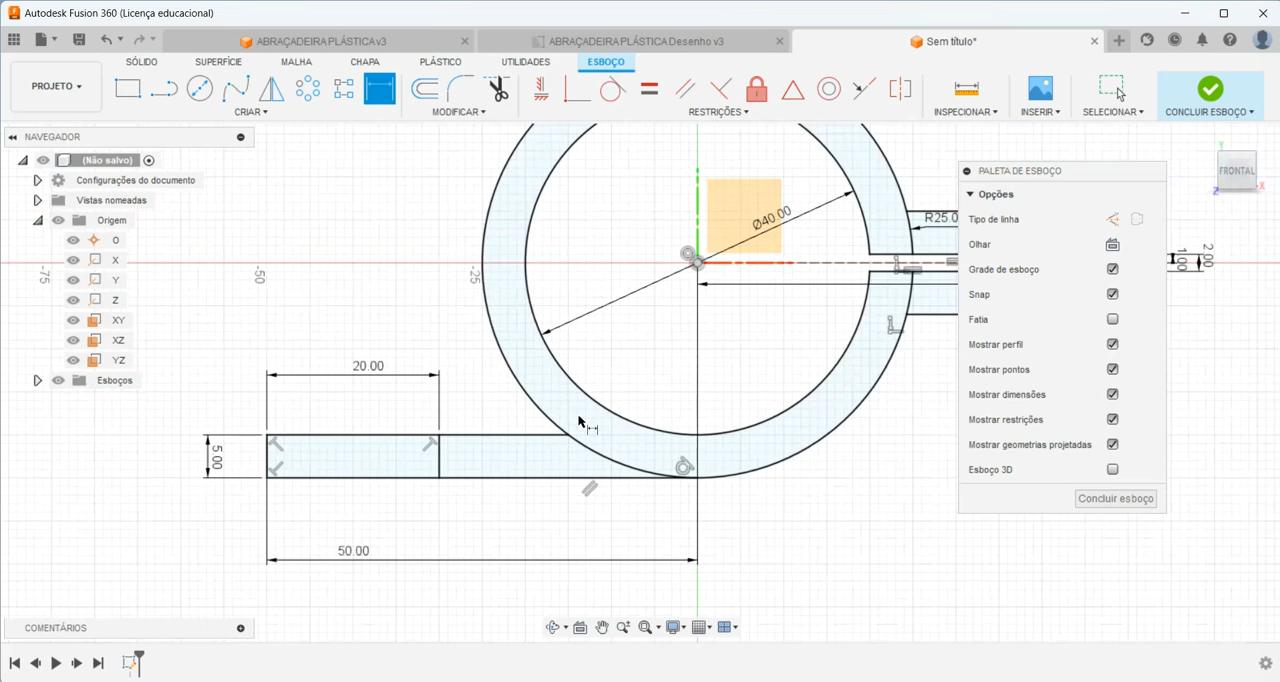 Autodesk Fusion 360 (Licença educacional)
ABRAÇADEIRA PLÁSTICA v3
ABRAÇADEIRA PLÁSTICA Desenho v3
Sem título*
PROJETO
SÓLIDO
SUPERFÍCIE
MALHA
CHAPA
PLÁSTICO
UTILIDADES
ESBOÇO
CRIAR
MODIFICAR
RESTRIÇÕES
INSPECIONAR
INSERIR
SELECIONAR
CONCLUIR ESBOÇO
NAVEGADOR
(Não salvo)
Configurações do documento
Vistas nomeadas
Origem
O
X
Y
Z
XY
XZ
YZ
Esboços
-75
-50
-25
Ø40.00
R25.0
1.00
2.00
20.00
5.00
50.00
FRONTAL
Y
X
Z
PALETA DE ESBOÇO
Opções
Tipo de linha
Olhar
Grade de esboço
Snap
Fatia
Mostrar perfil
Mostrar pontos
Mostrar dimensões
Mostrar restrições
Mostrar geometrias projetadas
Esboço 3D
Concluir esboço
COMENTÁRIOS